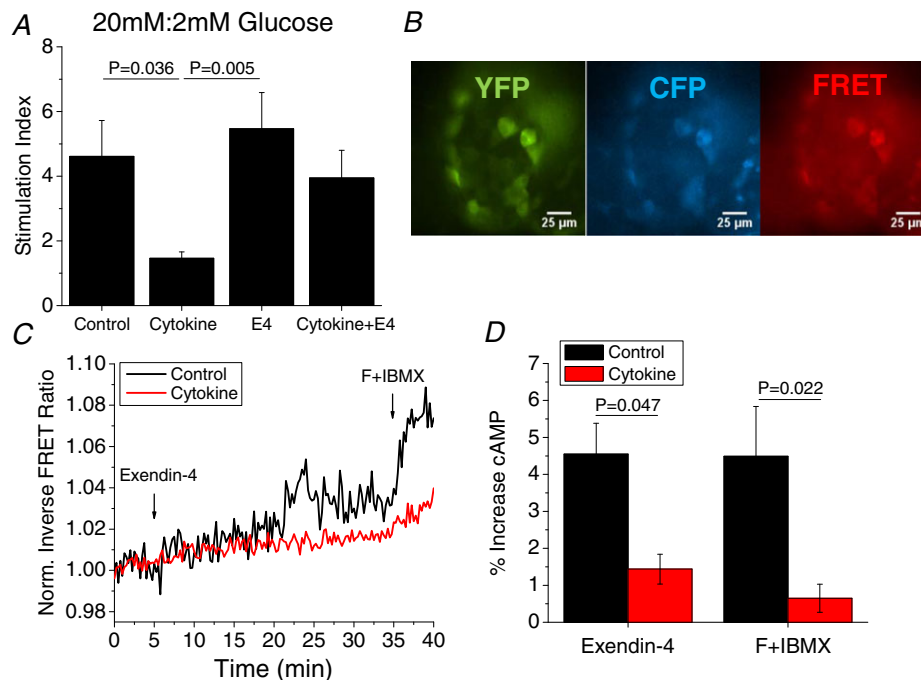 A
20mM:2mM Glucose
Stimulation Index
8
6
4
2
0
P=0.036
P=0.005
Control
Cytokine
E4
Cytokine+E4
B
YFP
CFP
FRET
25 µm
25 µm
25 µm
C
Norm. Inverse FRET Ratio
1.10
1.08
1.06
1.04
1.02
1.00
0.98
Control
Cytokine
F+IBMX
Exendin-4
0 5 10 15 20 25 30 35 40
Time (min)
D
% Increase cAMP
7
6
5
4
3
2
1
0
Control
Cytokine
P=0.047
P=0.022
Exendin-4
F+IBMX